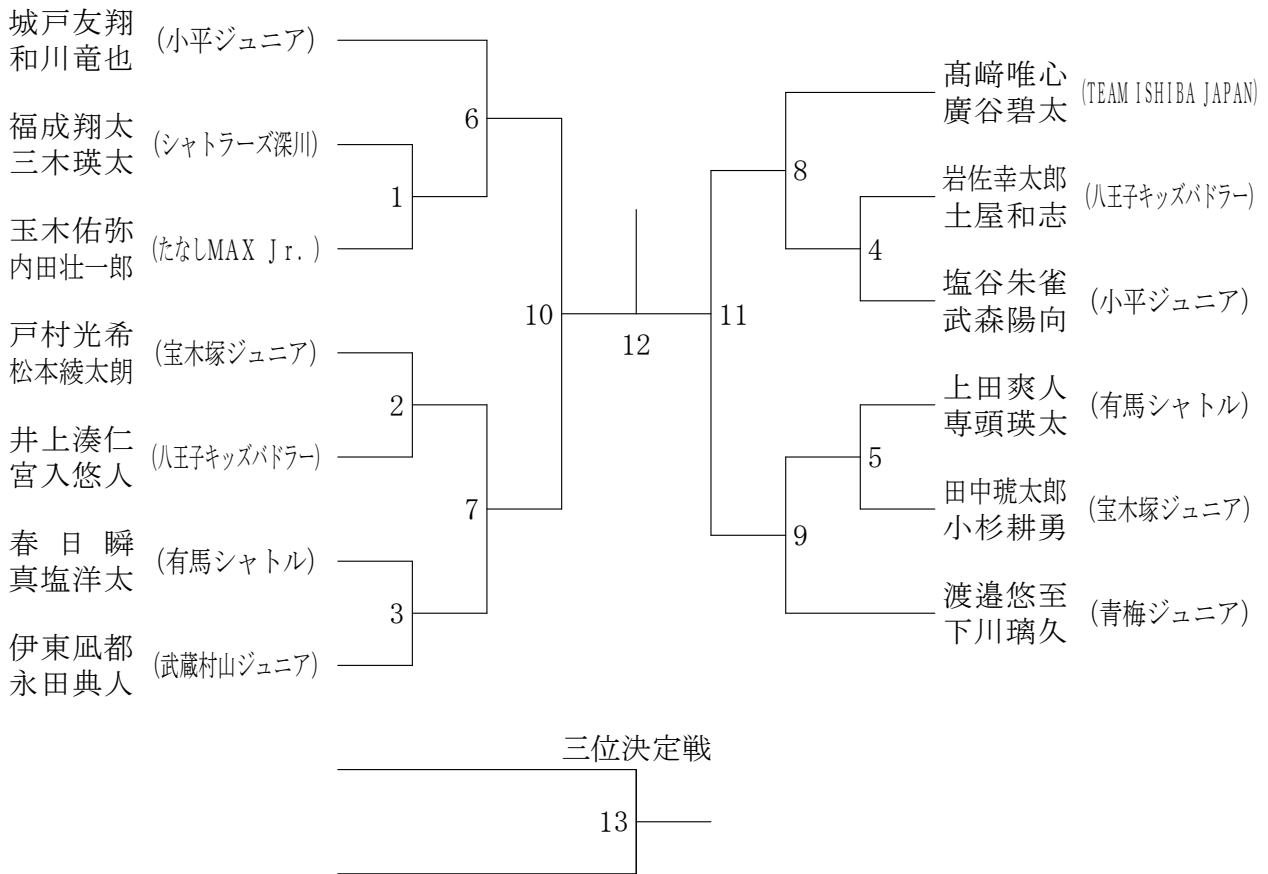 城戸友翔
和川竜也
(小平ジュニア)
福成翔太
三木瑛太
(シャトラーズ深川)
玉木佑弥
内田壮一郎
(たなしMAX Jr.)
戸村光希
松本綾太朗
(宝木塚ジュニア)
井上湊仁
宮入悠人
(八王子キッズバドラー)
春日瞬
真塩洋太
(有馬シャトル)
伊東凪都
永田典人
(武蔵村山ジュニア)
6
1
2
7
3
10
12
11
8
4
5
9
髙﨑唯心
廣谷碧太
(TEAM ISHIBA JAPAN)
岩佐幸太郎
土屋和志
(八王子キッズバドラー)
塩谷朱雀
武森陽向
(小平ジュニア)
上田爽人
専頭瑛太
(有馬シャトル)
田中琥太郎
小杉耕勇
(宝木塚ジュニア)
渡邉悠至
下川璃久
(青梅ジュニア)
三位決定戦
13